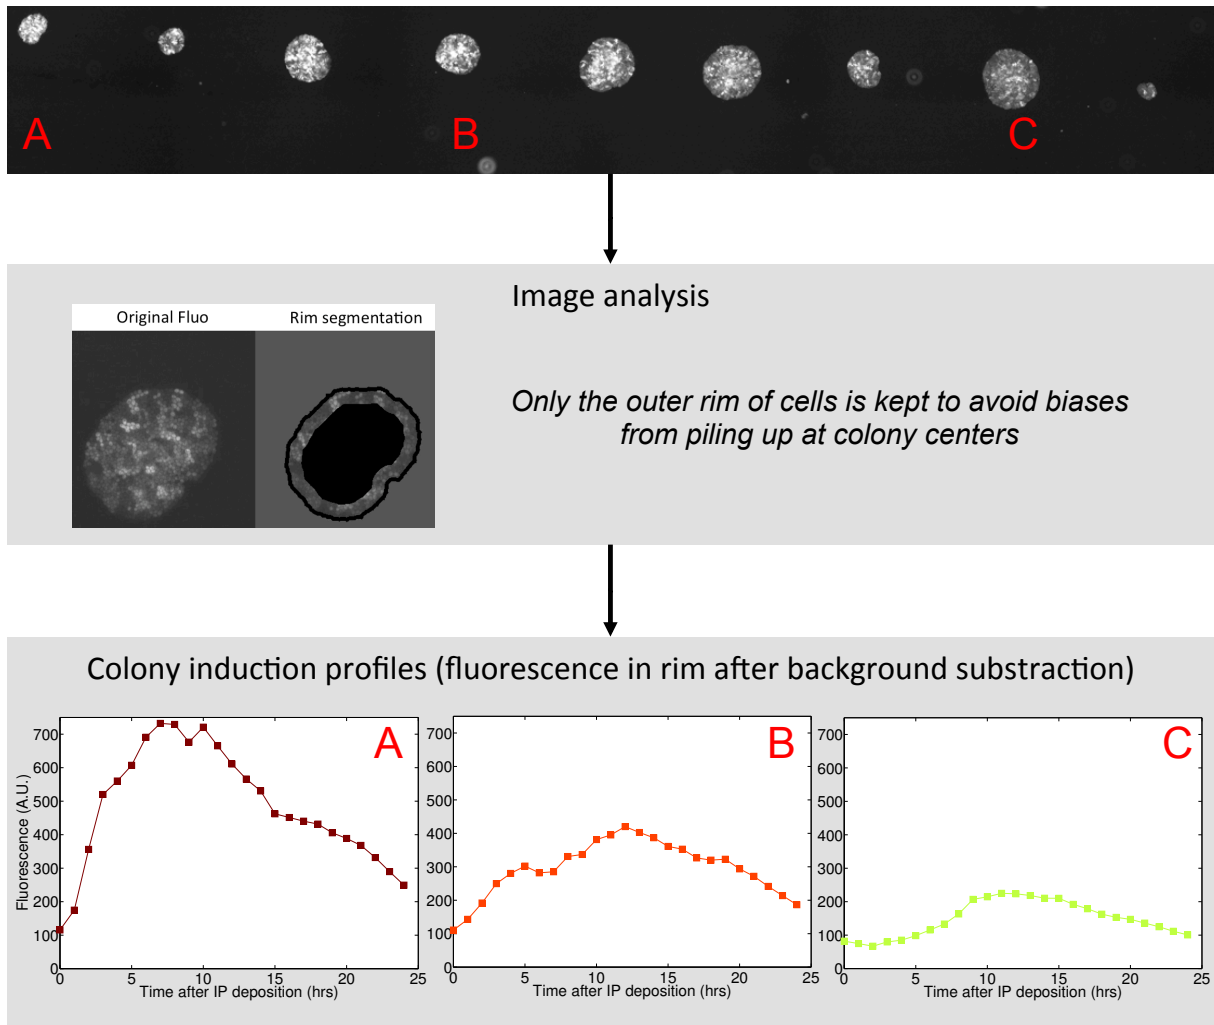 A
B
C
Image analysis
Original Fluo
Rim segmentation
Only the outer rim of cells is kept to avoid biases
from piling up at colony centers
Colony induction profiles (fluorescence in rim after background substraction)
A
700
600
500
400
300
200
100
0
Fluorescence (A.U.)
0 5 10 15 20 25
Time after IP deposition (hrs)
B
700
600
500
400
300
200
100
0
0 5 10 15 20 25
Time after IP deposition (hrs)
C
700
600
500
400
300
200
100
0
0 5 10 15 20 25
Time after IP deposition (hrs)